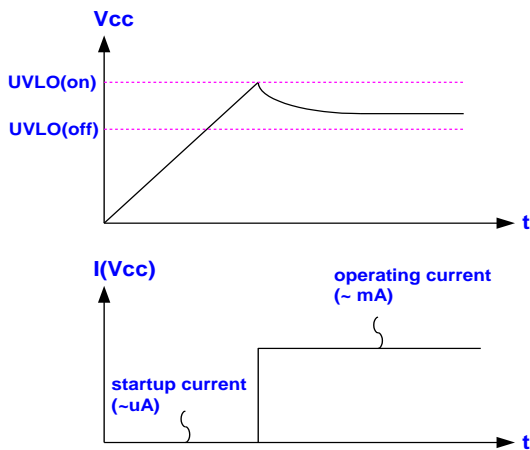 Vcc
UVLO(on)
UVLO(off)
t
I(Vcc)
operating current
(~ mA)
startup current
(~uA)
t